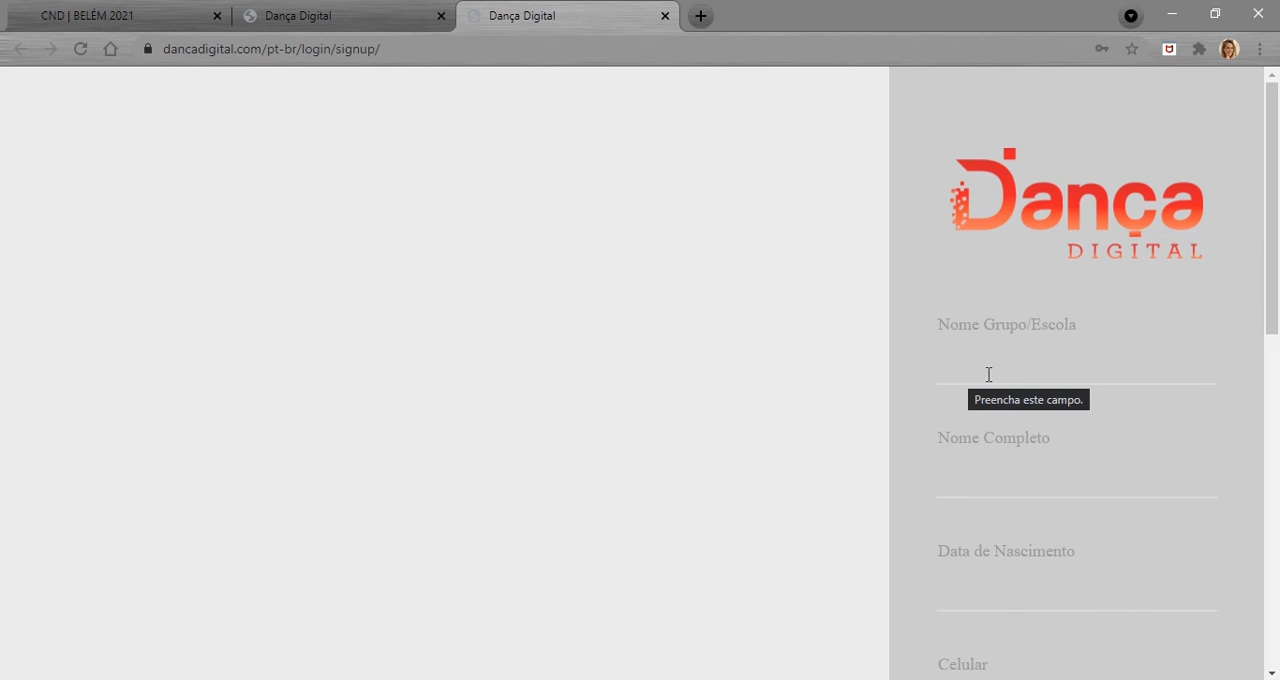 CND | BELÉM 2021
Dança Digital
Dança Digital
dancadigital.com/pt-br/login/signup/
Dança
DIGITAL
Nome Grupo/Escola
Preencha este campo.
Nome Completo
Data de Nascimento
Celular